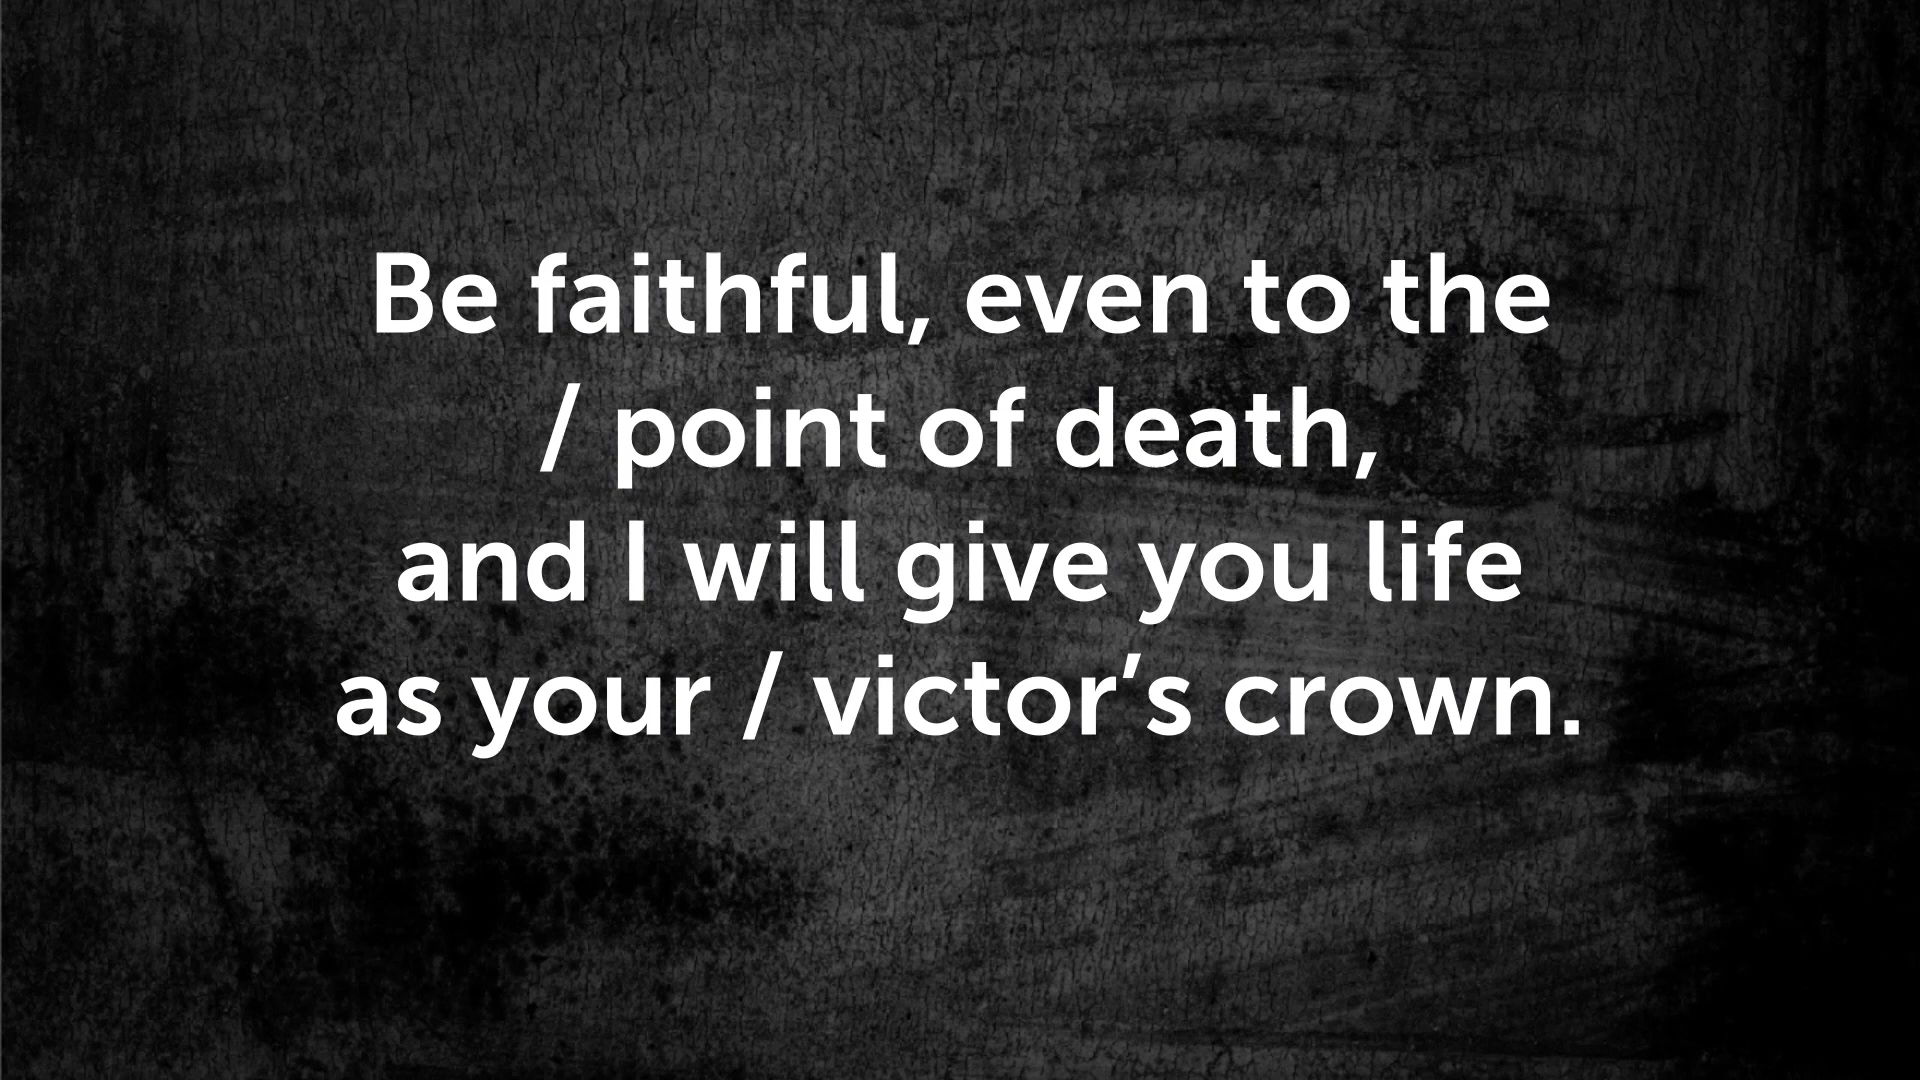 Be faithful, even to the
/ point of death,
and I will give you life
as your / victor’s crown.